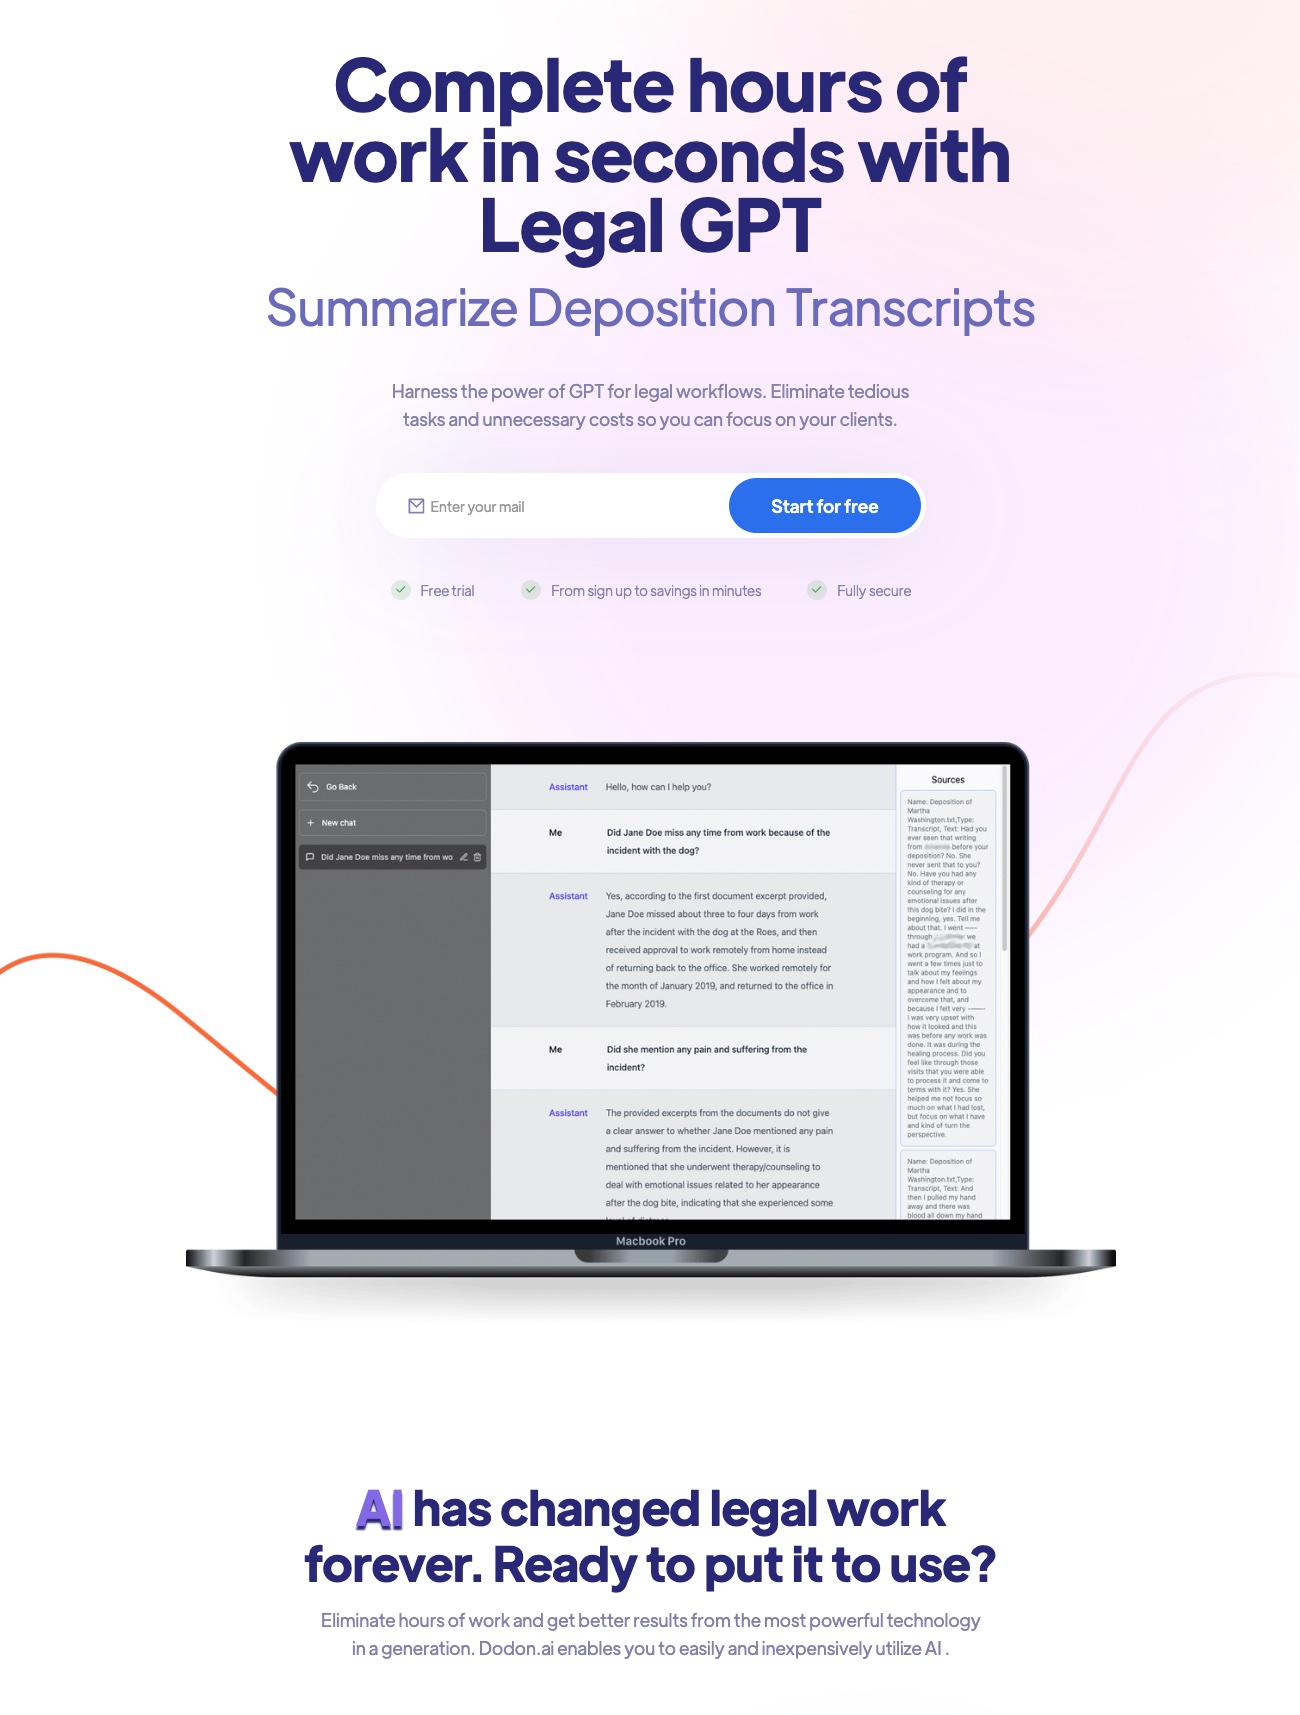 Complete hours of
work in seconds with
Legal GPT
Summarize Deposition Transcripts
Harness the power of GPT for legal workflows. Eliminate tedious
tasks and unnecessary costs so you can focus on your clients.
Enter your mail
Start for free
Free trial
From sign up to savings in minutes
Fully secure
Go Back
New chat
Did Jane Doe miss any time from wo
Assistant
Hello, how can I help you?
Me
Did Jane Doe miss any time from work because of the
incident with the dog?
Assistant
Yes, according to the first document excerpt provided,
Jane Doe missed about three to four days from work
after the incident with the dog at the Roes, and then
received approval to work remotely from home instead
of returning back to the office. She worked remotely for
the month of January 2019, and returned to the office in
February 2019.
Me
Did she mention any pain and suffering from the
incident?
Assistant
The provided excerpts from the documents do not give
a clear answer to whether Jane Doe mentioned any pain
and suffering from the incident. However, it is
mentioned that she underwent therapy/counseling to
deal with emotional issues related to her appearance
after the dog bite, indicating that she experienced some
level of distress.
Sources
Name: Deposition of
Martha
Washington.txt,Type:
Transcript, Text: Had you
ever seen that writing
from before your
deposition? No. She
never sent that to you?
No. Have you had any
kind of therapy or
counseling for any
emotional issues after
this dog bite? I did in the
beginning, yes. Tell me
about that. I went ----
through we
had a at
work program. And so I
went a few times just to
talk about my feelings
and how I felt about my
appearance and to
overcome that, and
because I felt very ------
I was very upset with
how it looked and this
was before any work was
done. It was during the
healing process. Did you
feel like through those
visits that you were able
to process it and come to
terms with it? Yes. She
helped me not focus so
much on what I had lost,
but focus on what I have
and kind of turn the
perspective.
Name: Deposition of
Martha
Washington.txt,Type:
Transcript, Text: And
then I pulled my hand
away and there was
blood all down my hand
Macbook Pro
AI has changed legal work
forever. Ready to put it to use?
Eliminate hours of work and get better results from the most powerful technology
in a generation. Dodon.ai enables you to easily and inexpensively utilize AI .